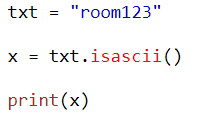 txt = "room123"
x = txt.isascii()
print(x)